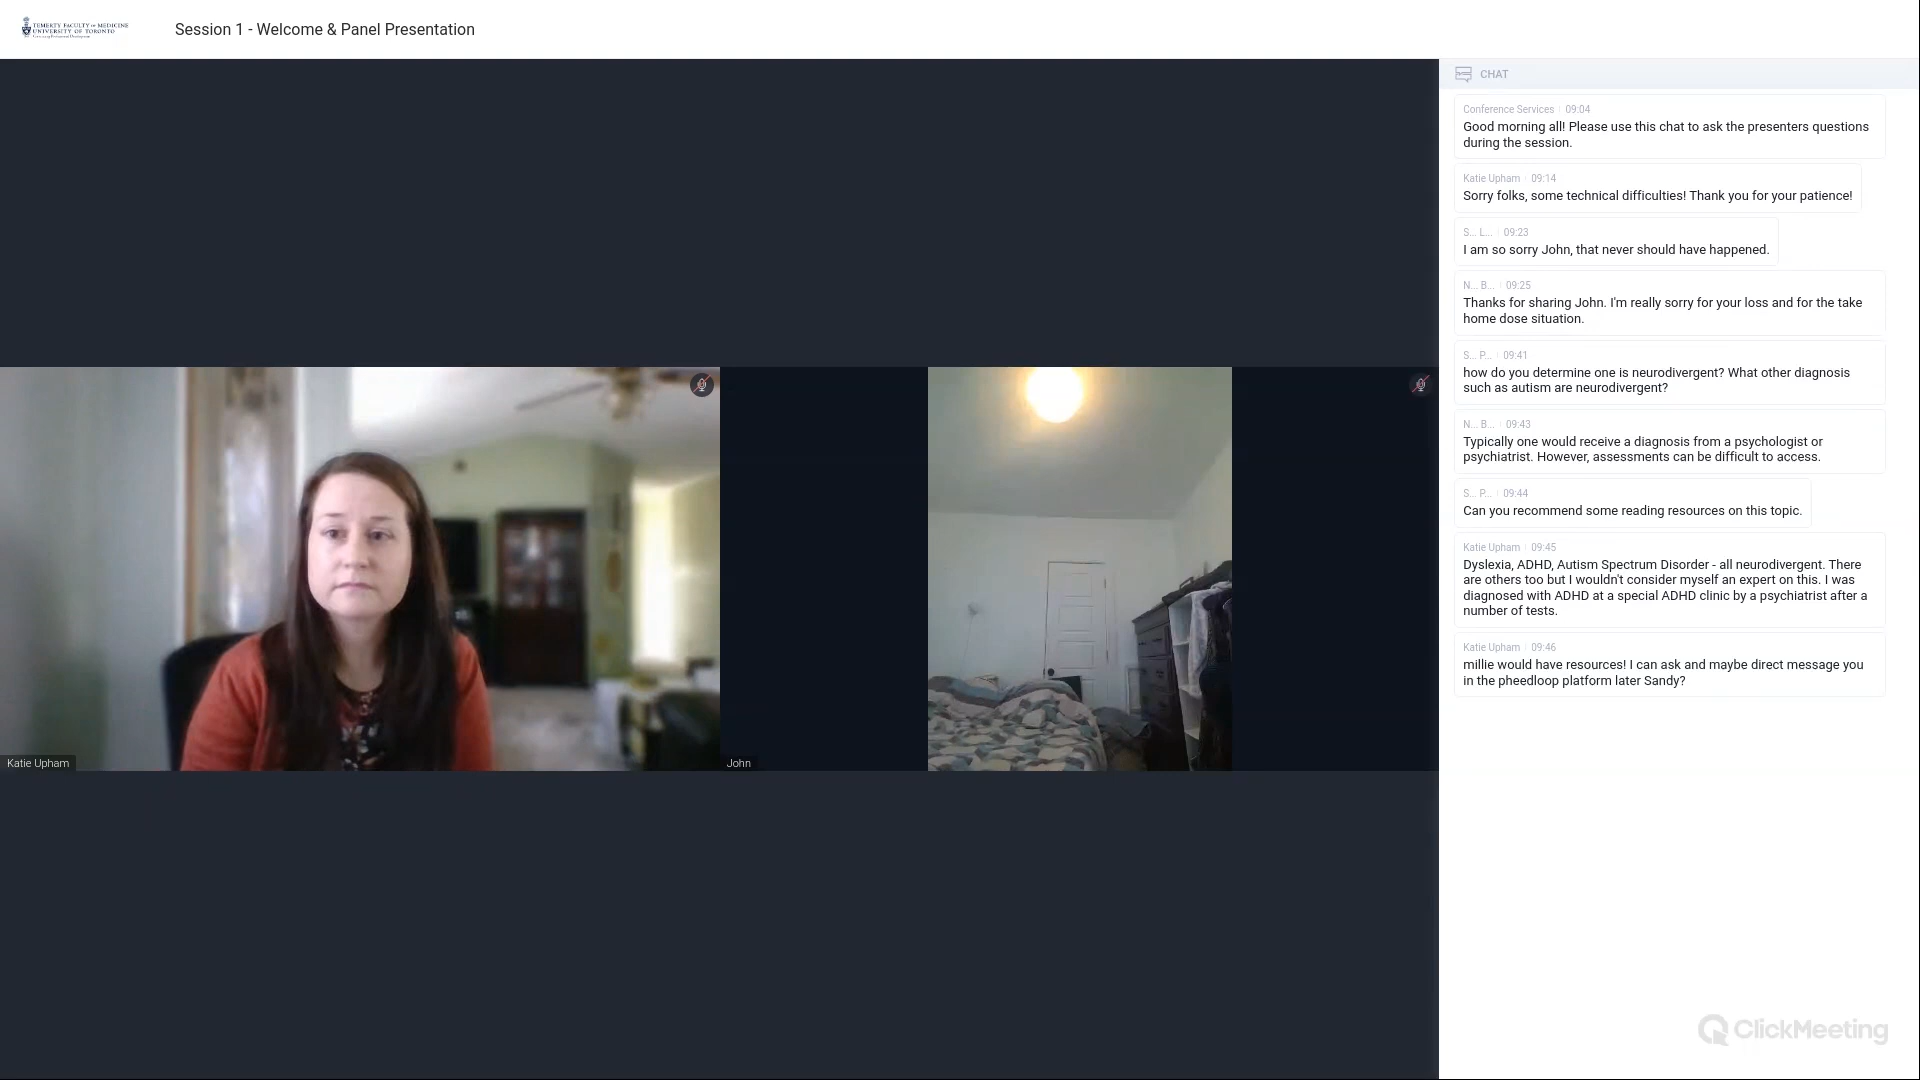 TEMERTY FACULTY OF MEDICINE
UNIVERSITY OF TORONTO
Session 1 - Welcome & Panel Presentation
Katie Upham
John
CHAT
Conference Services 09:04
Good morning all! Please use this chat to ask the presenters questions
during the session.
Katie Upham 09:14
Sorry folks, some technical difficulties! Thank you for your patience!
S... L... 09:23
I am so sorry John, that never should have happened.
N... B... 09:25
Thanks for sharing John. I'm really sorry for your loss and for the take
home dose situation.
S... P... 09:41
how do you determine one is neurodivergent? What other diagnosis
such as autism are neurodivergent?
N... B... 09:43
Typically one would receive a diagnosis from a psychologist or
psychiatrist. However, assessments can be difficult to access.
S... P... 09:44
Can you recommend some reading resources on this topic.
Katie Upham 09:45
Dyslexia, ADHD, Autism Spectrum Disorder - all neurodivergent. There
are others too but I wouldn't consider myself an expert on this. I was
diagnosed with ADHD at a special ADHD clinic by a psychiatrist after a
number of tests.
Katie Upham 09:46
millie would have resources! I can ask and maybe direct message you
in the pheedloop platform later Sandy?
ClickMeeting